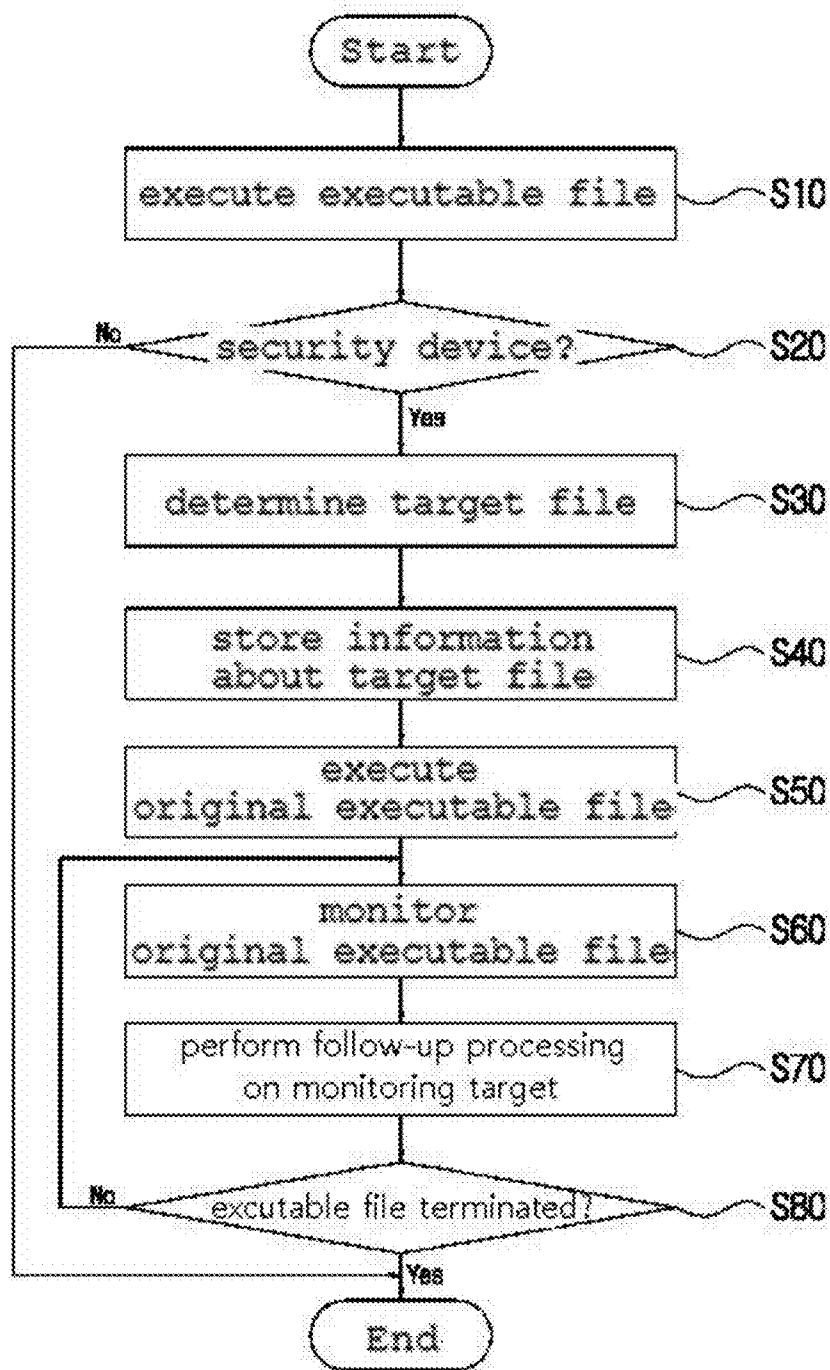 Start
execute executable file
S10
No
security device?
S20
Yes
determine target file
S30
store information
about target file
S40
execute
original executable file
S50
monitor
original executable file
S60
perform follow-up processing
on monitoring target
S70
No
excutable file terminated?
S80
Yes
End